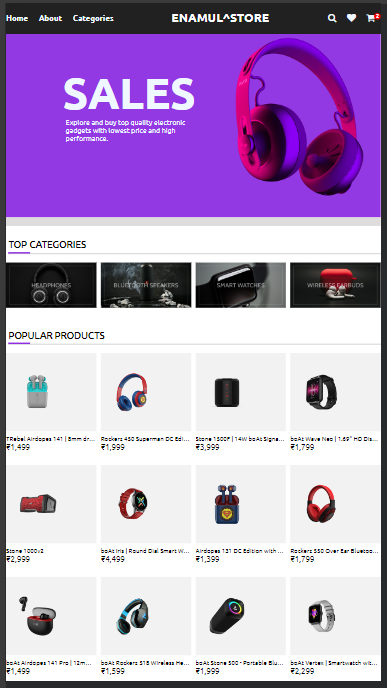 Home About Categories ENAMUL^STORE 2
SALES
Explore and buy top quality electronic
gadgets with lowest price and high
performance.
TOP CATEGORIES
HEADPHONES BLUETOOTH SPEAKERS SMART WATCHES WIRELESS EARBUDS
POPULAR PRODUCTS
TRebel Airdopes 141 | 8mm dr... Rockerz 450 Superman DC Edi... Stone 1500F | 14W boAt Signa... boAt Wave Neo | 1.69" HD Dis...
₹1,499 ₹1,999 ₹3,999 ₹1,799
Stone 1000v2 boAt Iris | Round Dial Smart W... Airdopes 131 DC Edition with ... Rockerz 550 Over Ear Bluetoo...
₹2,999 ₹4,499 ₹1,399 ₹1,799
boAt Airdopes 141 Pro | 12m... boAt Rockerz 518 Wireless He... boAt Stone 500 - Portable Blu... boAt Vertex | Smartwatch wit...
₹1,499 ₹1,599 ₹1,999 ₹2,299